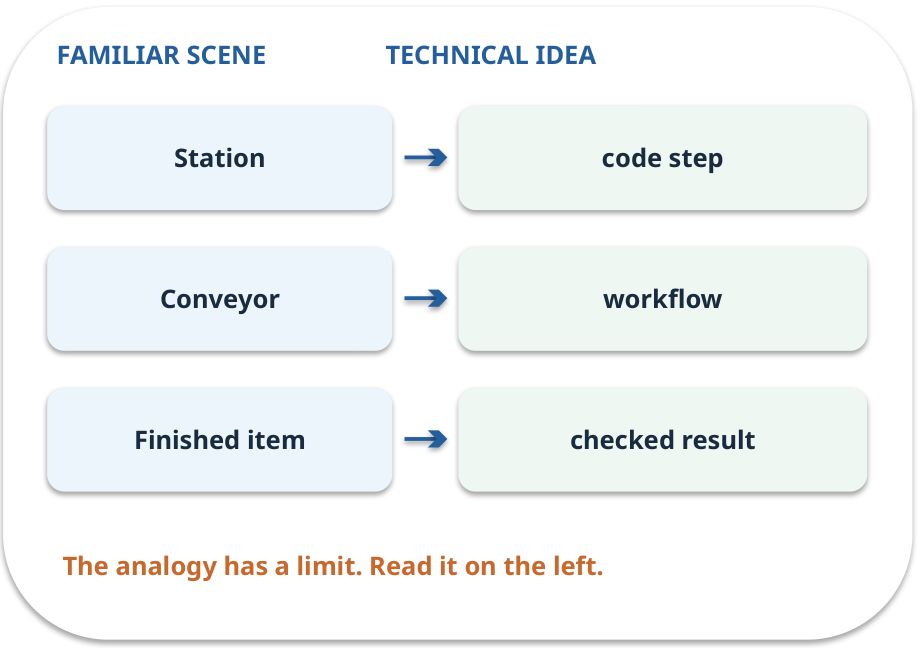 FAMILIAR SCENE TECHNICAL IDEA
Station code step
Conveyor workflow
Finished item checked result
The analogy has a limit. Read it on the left.